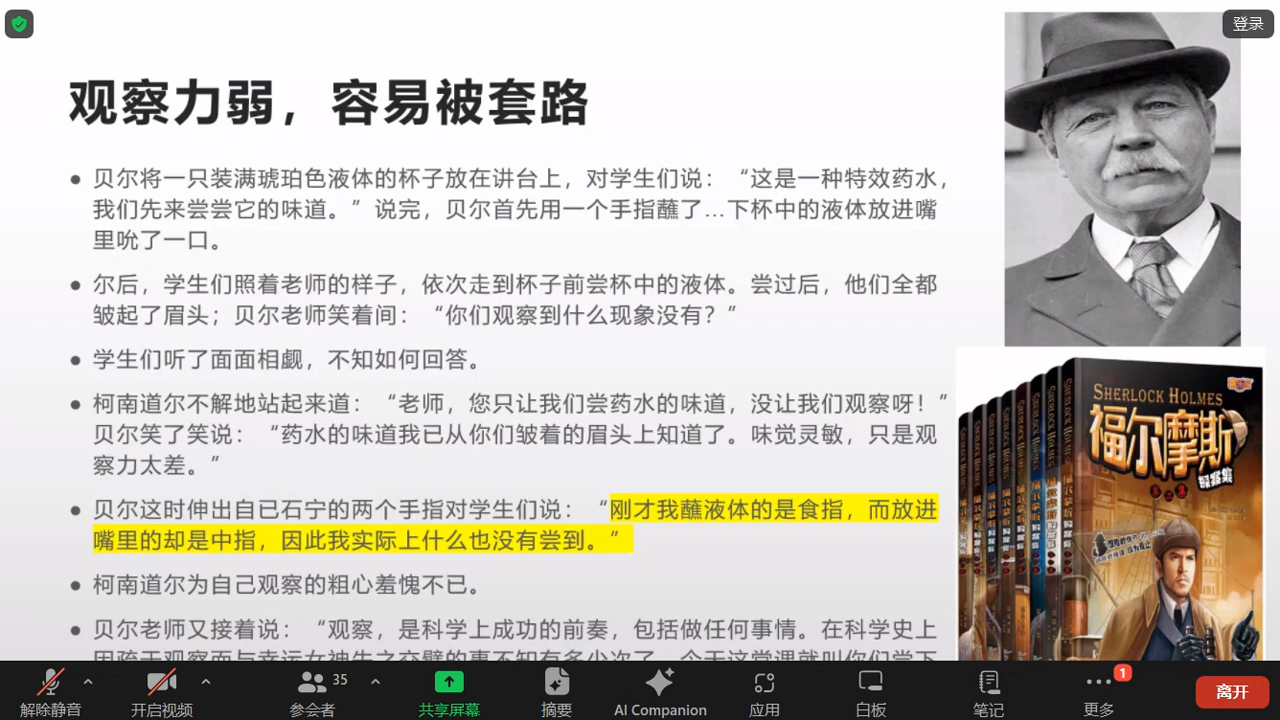 登录
观察力弱，容易被套路
● 贝尔将一只装满琥珀色液体的杯子放在讲台上，对学生们说：“这是一种特效药水，
我们先来尝尝它的味道。”说完，贝尔首先用一个手指蘸了…下杯中的液体放进嘴
里吮了一口。
● 尔后，学生们照着老师的样子，依次走到杯子前尝杯中的液体。尝过后，他们全都
皱起了眉头；贝尔老师笑着间：“你们观察到什么现象没有？”
● 学生们听了面面相觑，不知如何回答。
● 柯南道尔不解地站起来道：“老师，您只让我们尝药水的味道，没让我们观察呀！”
贝尔笑了笑说：“药水的味道我已从你们皱着的眉头上知道了。味觉灵敏，只是观
察力太差。”
● 贝尔这时伸出自已石宁的两个手指对学生们说：“刚才我蘸液体的是食指，而放进
嘴里的却是中指，因此我实际上什么也没有尝到。”
● 柯南道尔为自己观察的粗心羞愧不已。
● 贝尔老师又接着说：“观察，是科学上成功的前奏，包括做任何事情。在科学史上
SHERLOCK HOLMES
福尔摩斯
探案集
35
1
解除静音
开启视频
参会者
共享屏幕
摘要
AI Companion
应用
白板
笔记
更多
离开